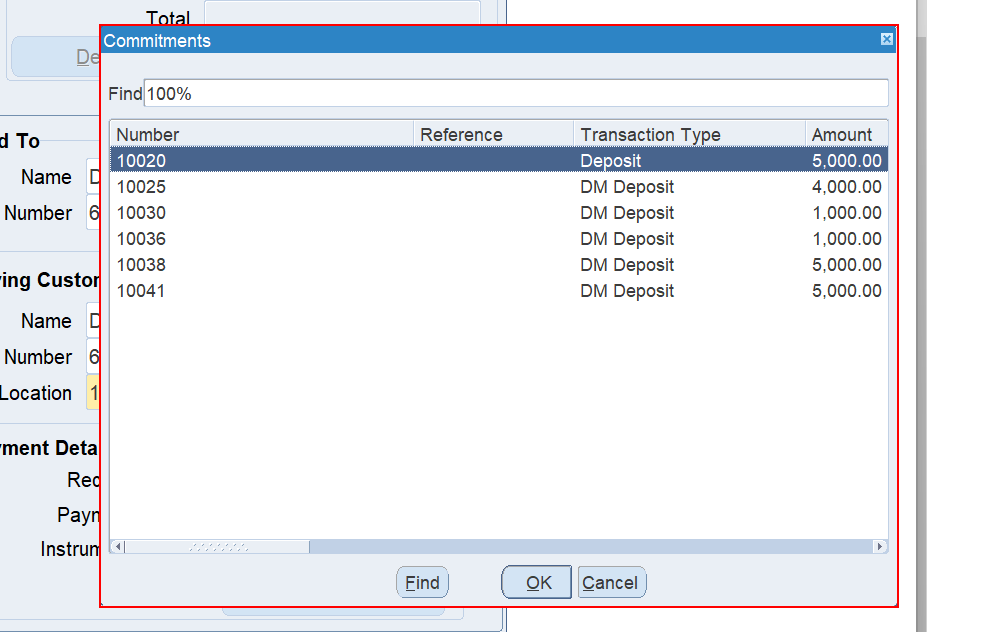 Total
De
Commitments
Find 100%
Number Reference Transaction Type Amount
10020 Deposit 5,000.00
10025 DM Deposit 4,000.00
10030 DM Deposit 1,000.00
10036 DM Deposit 1,000.00
10038 DM Deposit 5,000.00
10041 DM Deposit 5,000.00
Find OK Cancel
d To
Name D
Number 6
ying Custor
Name D
Number 6
Location 1
yment Deta
Rec
Payn
Instrum